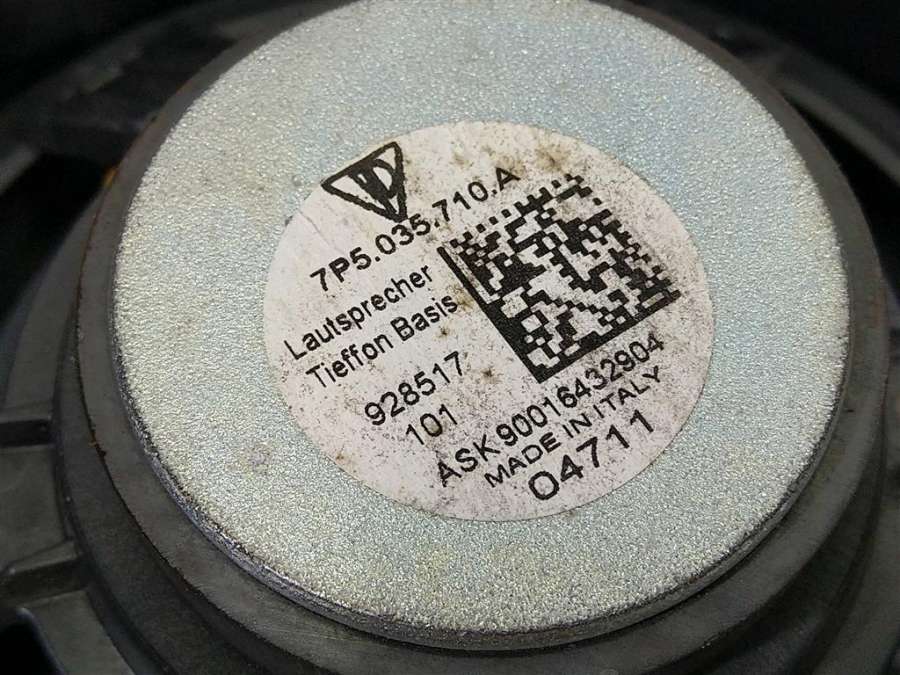 7P5.035.710.A
Lautsprecher
Tieffon Basis
928517
101
ASK 90016432904
MADE IN ITALY
04711